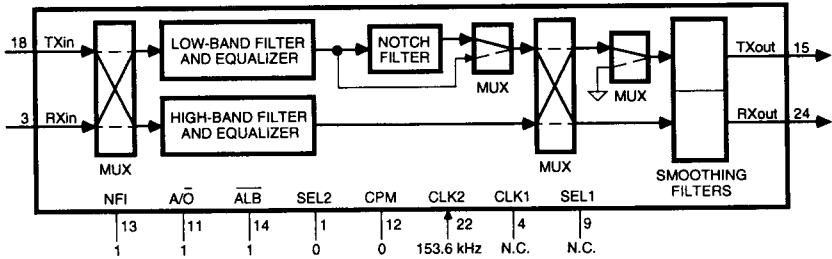 18 TXin
LOW-BAND FILTER
AND EQUALIZER
NOTCH
FILTER
MUX
TXout 15
MUX
3 RXin
HIGH-BAND FILTER
AND EQUALIZER
RXout 24
MUX
MUX
SMOOTHING
FILTERS
NFI A/O̅ A̅L̅B̅ SEL2 CPM CLK2 CLK1 SEL1
13 11 14 1 12 22 4 9
1 1 1 0 0 153.6 kHz N.C. N.C.